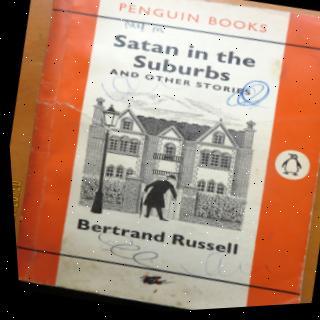 PENGUIN BOOKS
Satan in the
Suburbs
AND OTHER STORIES
Bertrand Russell